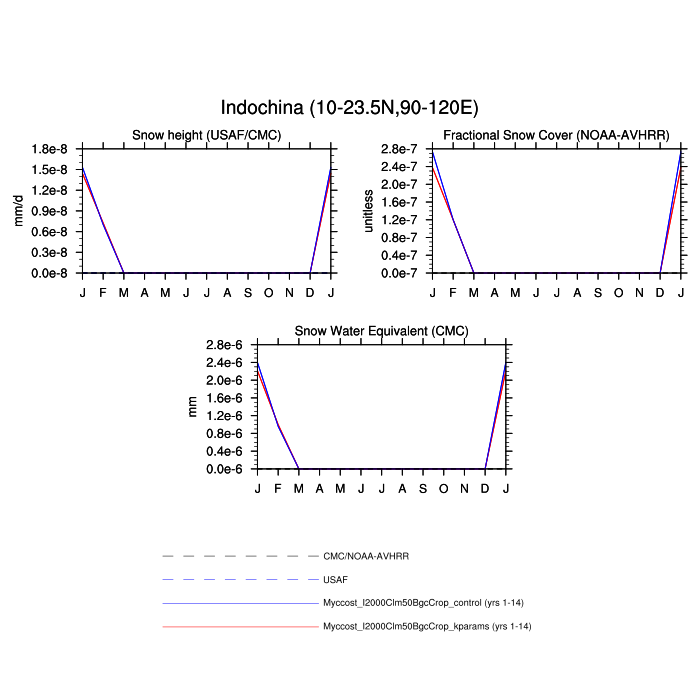 Indochina (10-23.5N,90-120E)
Snow height (USAF/CMC)
1.8e-8
1.5e-8
1.2e-8
0.9e-8
0.6e-8
0.3e-8
0.0e-8
mm/d
J F M A M J J A S O N D J
Fractional Snow Cover (NOAA-AVHRR)
2.8e-7
2.4e-7
2.0e-7
1.6e-7
1.2e-7
0.8e-7
0.4e-7
0.0e-7
unitless
J F M A M J J A S O N D J
Snow Water Equivalent (CMC)
2.8e-6
2.4e-6
2.0e-6
1.6e-6
1.2e-6
0.8e-6
0.4e-6
0.0e-6
mm
J F M A M J J A S O N D J
CMC/NOAA-AVHRR
USAF
Myccost_I2000Clm50BgcCrop_control (yrs 1-14)
Myccost_I2000Clm50BgcCrop_kparams (yrs 1-14)